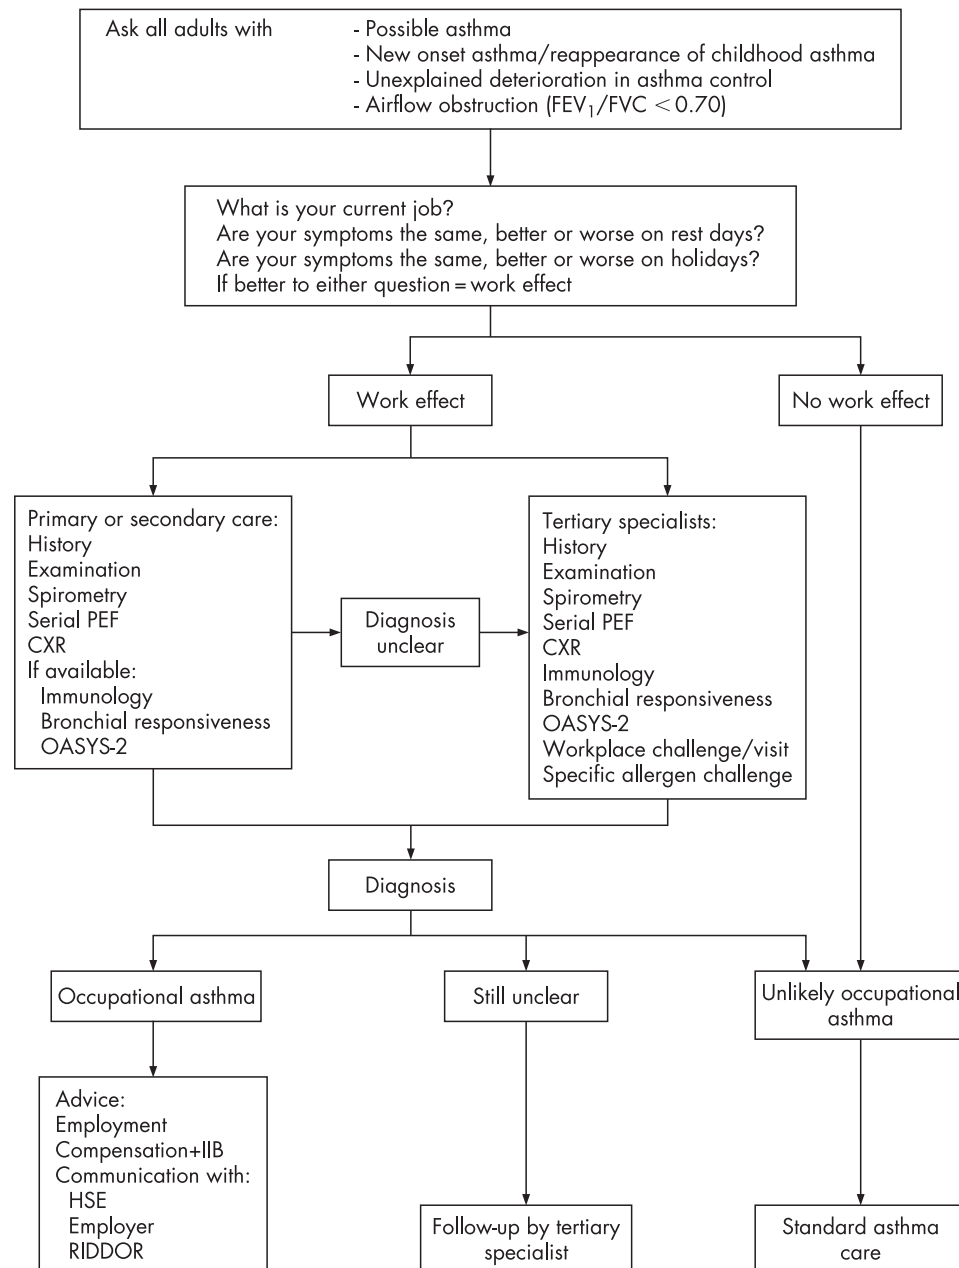 Ask all adults with - Possible asthma
- New onset asthma/reappearance of childhood asthma
- Unexplained deterioration in asthma control
- Airflow obstruction (FEV1/FVC < 0.70)
What is your current job?
Are your symptoms the same, better or worse on rest days?
Are your symptoms the same, better or worse on holidays?
If better to either question = work effect
Work effect
No work effect
Primary or secondary care:
History
Examination
Spirometry
Serial PEF
CXR
If available:
Immunology
Bronchial responsiveness
OASYS-2
Diagnosis
unclear
Tertiary specialists:
History
Examination
Spirometry
Serial PEF
CXR
Immunology
Bronchial responsiveness
OASYS-2
Workplace challenge/visit
Specific allergen challenge
Diagnosis
Occupational asthma
Still unclear
Unlikely occupational
asthma
Advice:
Employment
Compensation+IIB
Communication with:
HSE
Employer
RIDDOR
Follow-up by tertiary
specialist
Standard asthma
care